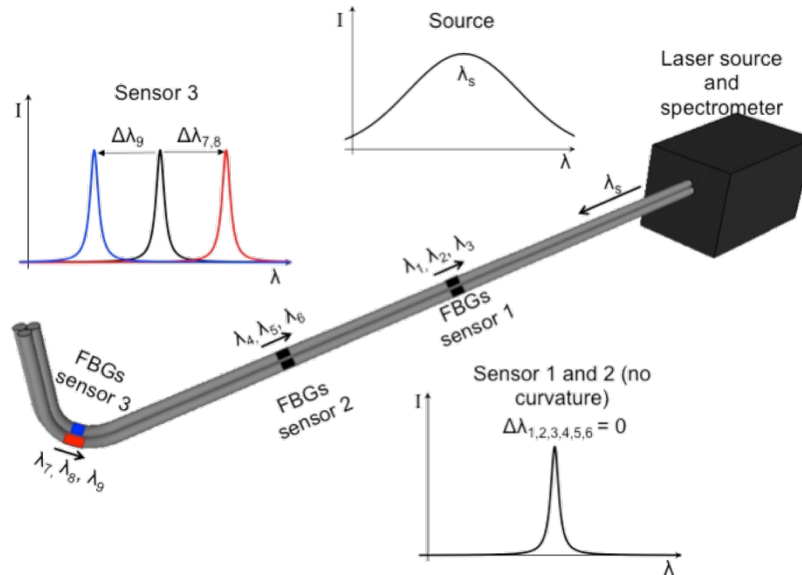 Source
I
λs
λ
Laser source
and
spectrometer
Sensor 3
I
Δλ9
Δλ7,8
λ
λs
λ1, λ2, λ3
FBGs
sensor 1
λ4, λ5, λ6
FBGs
sensor 2
FBGs
sensor 3
λ7, λ8, λ9
Sensor 1 and 2 (no
curvature)
Δλ1,2,3,4,5,6 = 0
I
λ